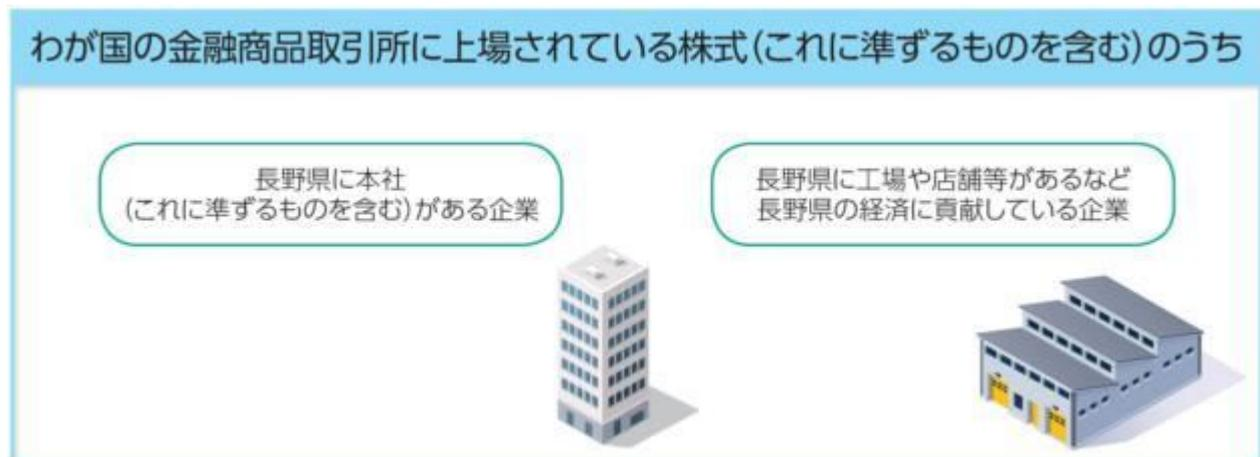 わが国の金融商品取引所に上場されている株式(これに準ずるものを含む)のうち
長野県に本社
(これに準ずるものを含む)がある企業
長野県に工場や店舗等があるなど
長野県の経済に貢献している企業